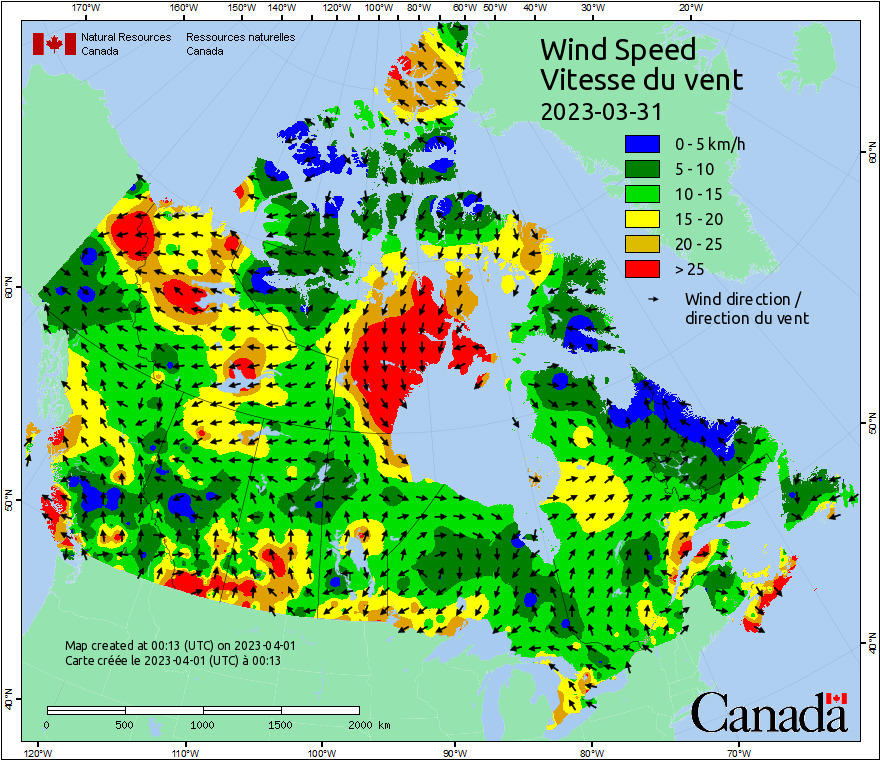 170°W 160°W 150°W 140°W 120°W 100°W 80°W 60°W 50°W 40°W 30°W 20°W
Natural Resources Canada
Ressources naturelles Canada
Wind Speed
Vitesse du vent
2023-03-31
0 - 5 km/h
5 - 10
10 - 15
15 - 20
20 - 25
> 25
Wind direction /
direction du vent
60°N
50°N
40°N
60°N
50°N
40°N
Map created at 00:13 (UTC) on 2023-04-01
Carte créée le 2023-04-01 (UTC) à 00:13
0 500 1000 1500 2000 km
Canada
120°W 110°W 100°W 90°W 80°W 70°W